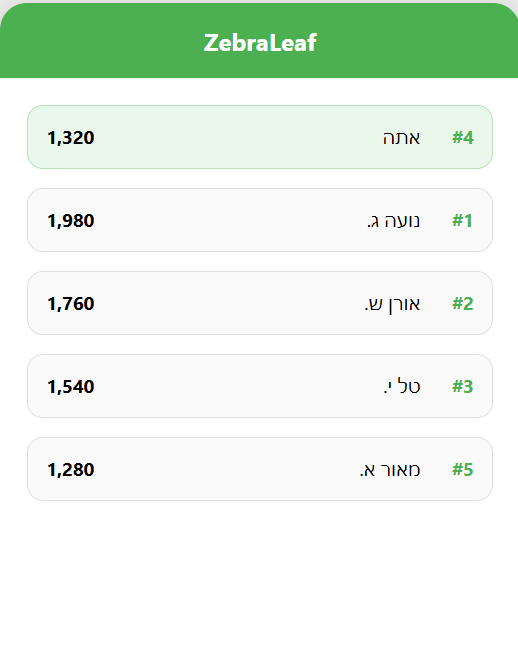 ZebraLeaf
#4 אתה 1,320
#1 נועה ג. 1,980
#2 אורן ש. 1,760
#3 טל י. 1,540
#5 מאור א. 1,280